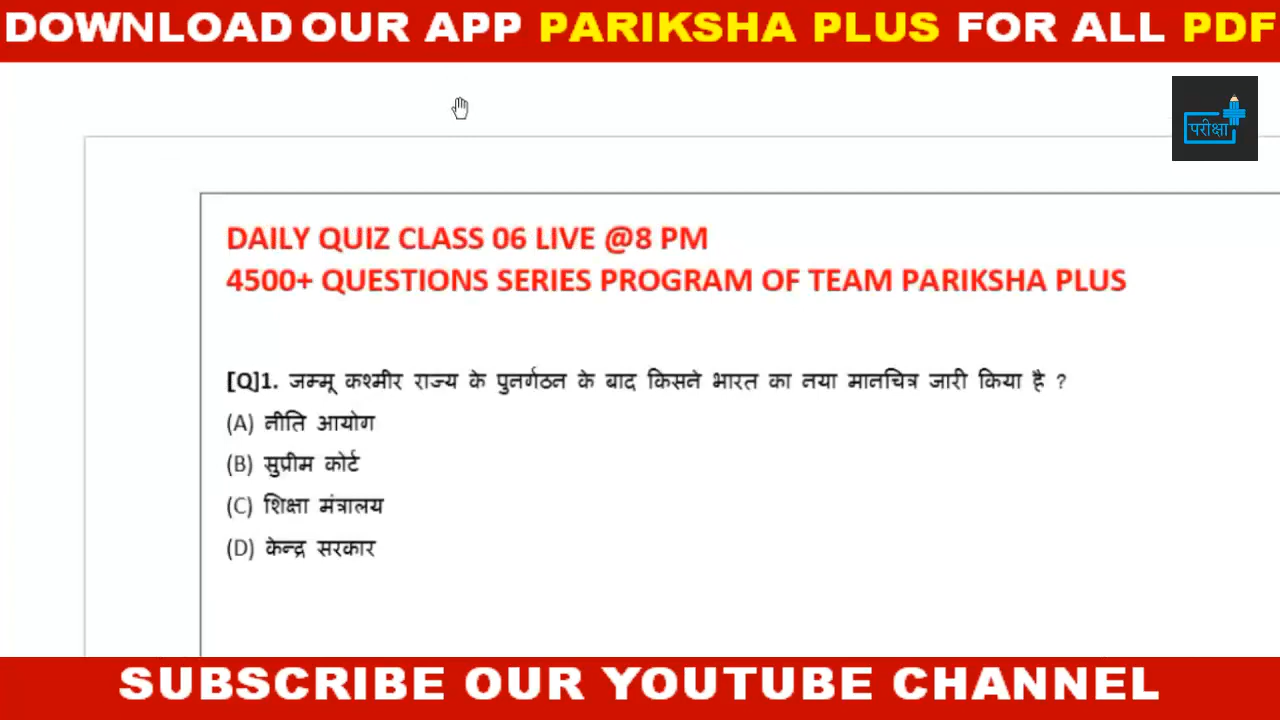 DOWNLOAD OUR APP PARIKSHA PLUS FOR ALL PDF
परीक्षा
DAILY QUIZ CLASS 06 LIVE @8 PM
4500+ QUESTIONS SERIES PROGRAM OF TEAM PARIKSHA PLUS
[Q]1. जम्मू कश्मीर राज्य के पुनर्गठन के बाद किसने भारत का नया मानचित्र जारी किया है ?
(A) नीति आयोग
(B) सुप्रीम कोर्ट
(C) शिक्षा मंत्रालय
(D) केन्द्र सरकार
SUBSCRIBE OUR YOUTUBE CHANNEL